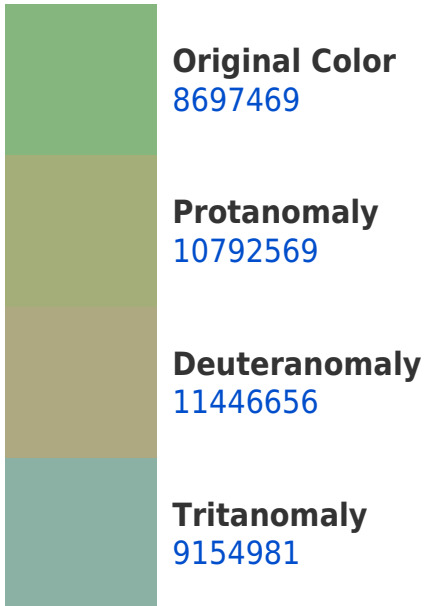 Original Color
8697469
Protanomaly
10792569
Deuteranomaly
11446656
Tritanomaly
9154981